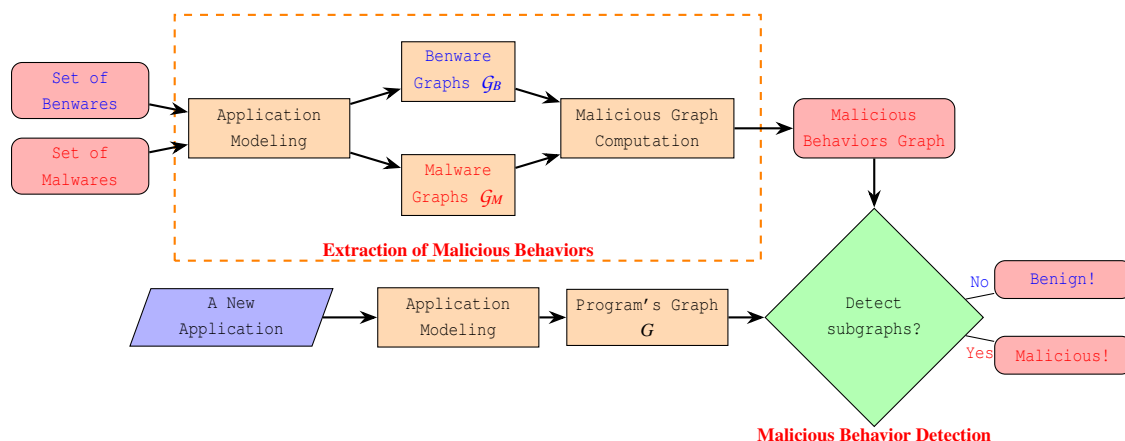 Set of
Benwares
Set of
Malwares
Application
Modeling
Benware
Graphs 𝒢B
Malware
Graphs 𝒢M
Malicious Graph
Computation
Malicious
Behaviors Graph
Extraction of Malicious Behaviors
A New
Application
Application
Modeling
Program's Graph
G
Detect
subgraphs?
No
Benign!
Yes
Malicious!
Malicious Behavior Detection